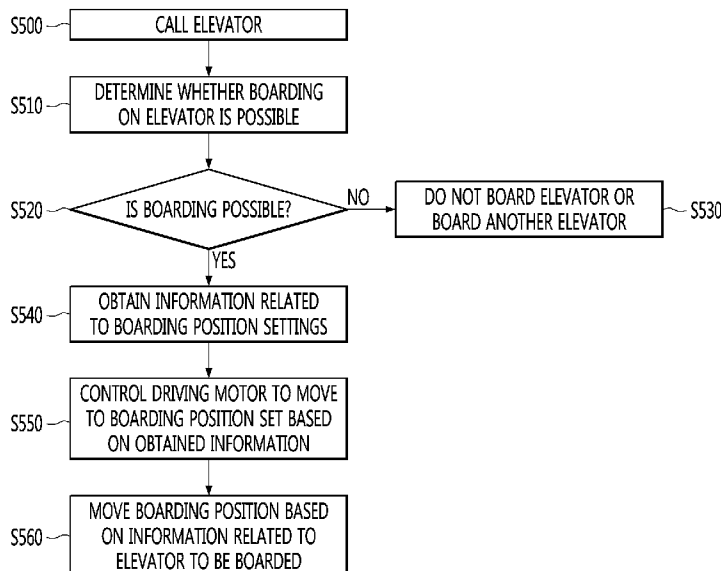 S500
CALL ELEVATOR
S510
DETERMINE WHETHER BOARDING
ON ELEVATOR IS POSSIBLE
S520
IS BOARDING POSSIBLE?
NO
DO NOT BOARD ELEVATOR OR
BOARD ANOTHER ELEVATOR
S530
YES
S540
OBTAIN INFORMATION RELATED
TO BOARDING POSITION SETTINGS
S550
CONTROL DRIVING MOTOR TO MOVE
TO BOARDING POSITION SET BASED
ON OBTAINED INFORMATION
S560
MOVE BOARDING POSITION BASED
ON INFORMATION RELATED TO
ELEVATOR TO BE BOARDED